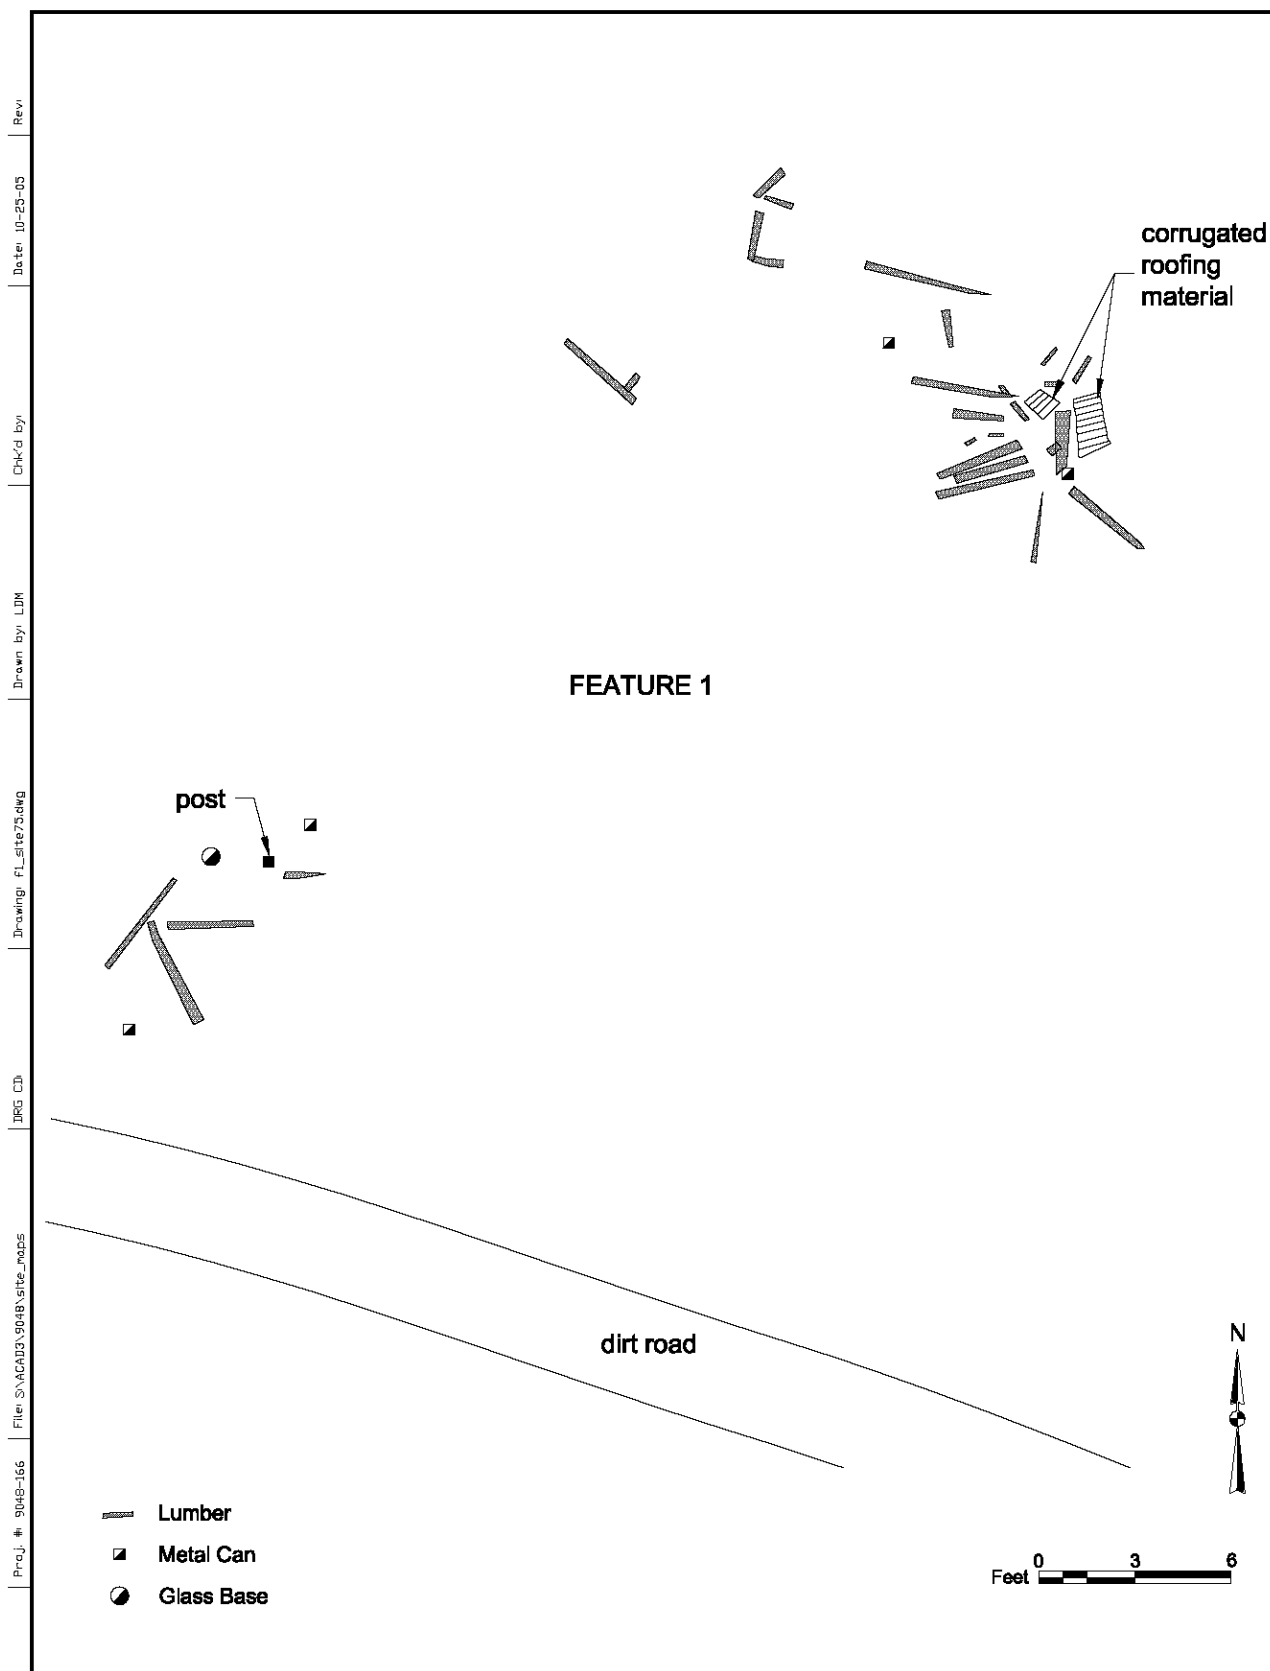 corrugated
roofing
material
FEATURE 1
post
dirt road
N
Lumber
Metal Can
Glass Base
0 3 6
Feet
Proj. #: 9048-166
File: S:\ACAD3\9048\site_maps
DRG CD:
Drawing: f1_site75.dwg
Drawn by: LDM
Chk'd by:
Date: 10-25-05
Rev: